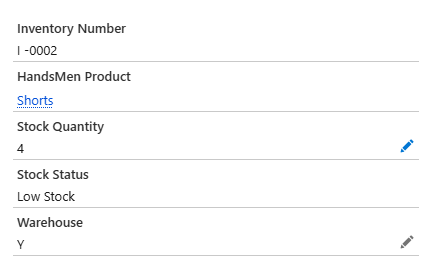 Inventory Number
I -0002
HandsMen Product
Shorts
Stock Quantity
4
Stock Status
Low Stock
Warehouse
Y